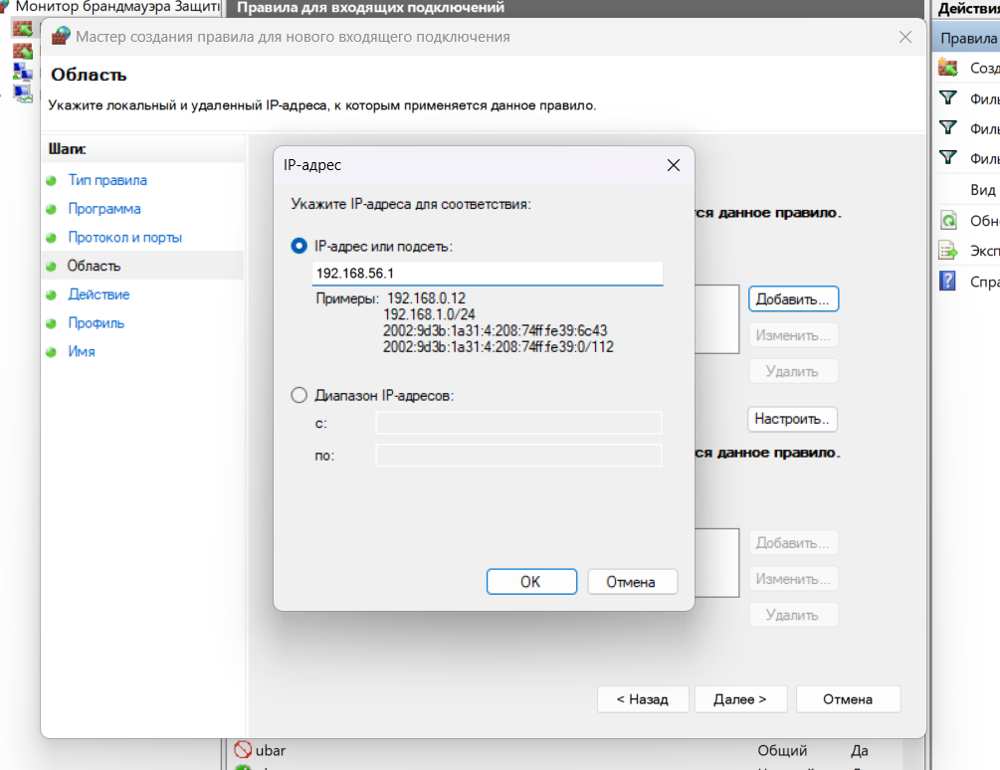 Монитор брандмауэра Защиты
Правила для входящих подключений
Действия
Мастер создания правила для нового входящего подключения
Правила
Область
Укажите локальный и удаленный IP-адреса, к которым применяется данное правило.
Шаги:
Тип правила
Программа
Протокол и порты
Область
Действие
Профиль
Имя
IP-адрес
Укажите IP-адреса для соответствия:
IP-адрес или подсеть:
192.168.56.1
Примеры: 192.168.0.12
192.168.1.0/24
2002:9d3b:1a31:4:208:74ff:fe39:6c43
2002:9d3b:1a31:4:208:74ff:fe39:0/112
Диапазон IP-адресов:
с:
по:
OK
Отмена
ся данное правило.
Добавить...
Изменить...
Удалить
Настроить..
ся данное правило.
Добавить...
Изменить...
Удалить
< Назад
Далее >
Отмена
Созд
Филь
Филь
Филь
Вид
Обно
Эксп
Спра
ubar
Общий
Да